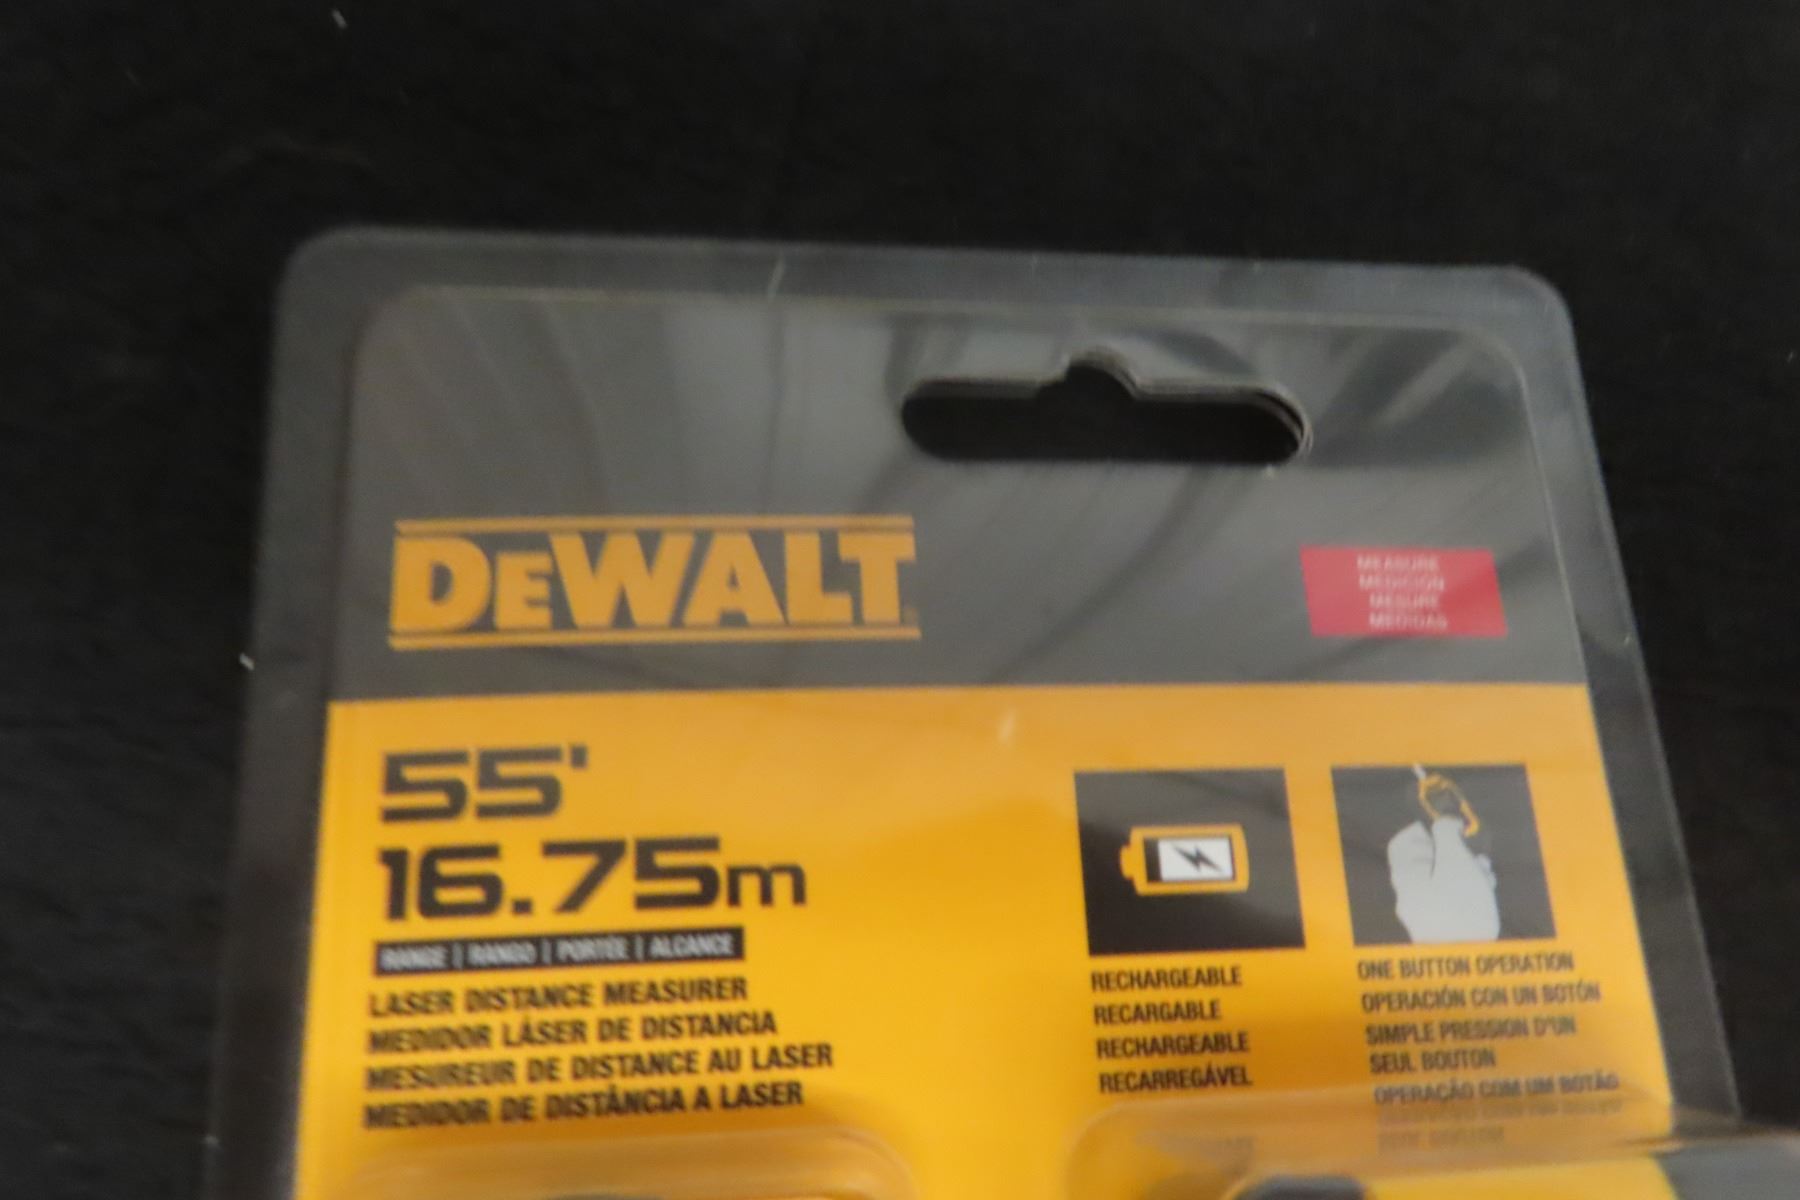 DEWALT
MEASURE
MEDICIÓN
MESURE
MEDIDAS
55'
16.75m
RANGE | RANGO | PORTÉE | ALCANCE
LASER DISTANCE MEASURER
MEDIDOR LÁSER DE DISTANCIA
MESUREUR DE DISTANCE AU LASER
MEDIDOR DE DISTÂNCIA A LASER
RECHARGEABLE
RECARGABLE
RECHARGEABLE
RECARREGÁVEL
ONE BUTTON OPERATION
OPERACIÓN CON UN BOTÓN
SIMPLE PRESSION D'UN
SEUL BOUTON
OPERAÇÃO COM UM BOTÃO